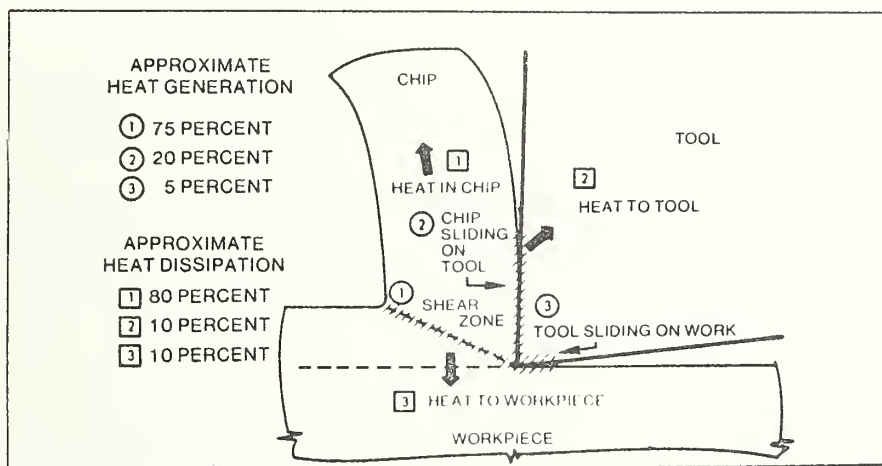 APPROXIMATE
HEAT GENERATION
① 75 PERCENT
② 20 PERCENT
③ 5 PERCENT
APPROXIMATE
HEAT DISSIPATION
1 80 PERCENT
2 10 PERCENT
3 10 PERCENT
CHIP
1
HEAT IN CHIP
② CHIP
SLIDING
ON
TOOL
①
SHEAR
ZONE
TOOL
2
HEAT TO TOOL
③
TOOL SLIDING ON WORK
3 HEAT TO WORKPIECE
WORKPIECE